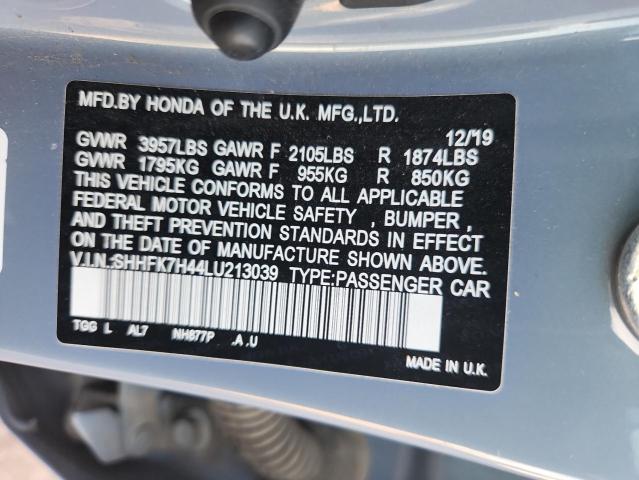 MFD.BY HONDA OF THE U.K. MFG.,LTD.
12/19
GVWR 3957LBS GAWR F 2105LBS R 1874LBS
GVWR 1795KG GAWR F 955KG R 850KG
THIS VEHICLE CONFORMS TO ALL APPLICABLE
FEDERAL MOTOR VEHICLE SAFETY , BUMPER ,
AND THEFT PREVENTION STANDARDS IN EFFECT
ON THE DATE OF MANUFACTURE SHOWN ABOVE.
V.I.N.:SHHFK7H44LU213039 TYPE:PASSENGER CAR
TGG L AL7 NH877P .A .U
MADE IN U.K.